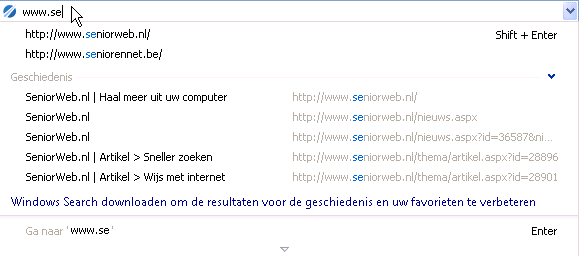 www.se
http://www.seniorweb.nl/ Shift + Enter
http://www.seniorennet.be/
Geschiedenis
SeniorWeb.nl | Haal meer uit uw computer http://www.seniorweb.nl/
SeniorWeb.nl http://www.seniorweb.nl/nieuws.aspx
SeniorWeb.nl http://www.seniorweb.nl/nieuws.aspx?id=36587&ni...
SeniorWeb.nl | Artikel > Sneller zoeken http://www.seniorweb.nl/thema/artikel.aspx?id=28896
SeniorWeb.nl | Artikel > Wijs met internet http://www.seniorweb.nl/thema/artikel.aspx?id=28901
Windows Search downloaden om de resultaten voor de geschiedenis en uw favorieten te verbeteren
Ga naar 'www.se' Enter